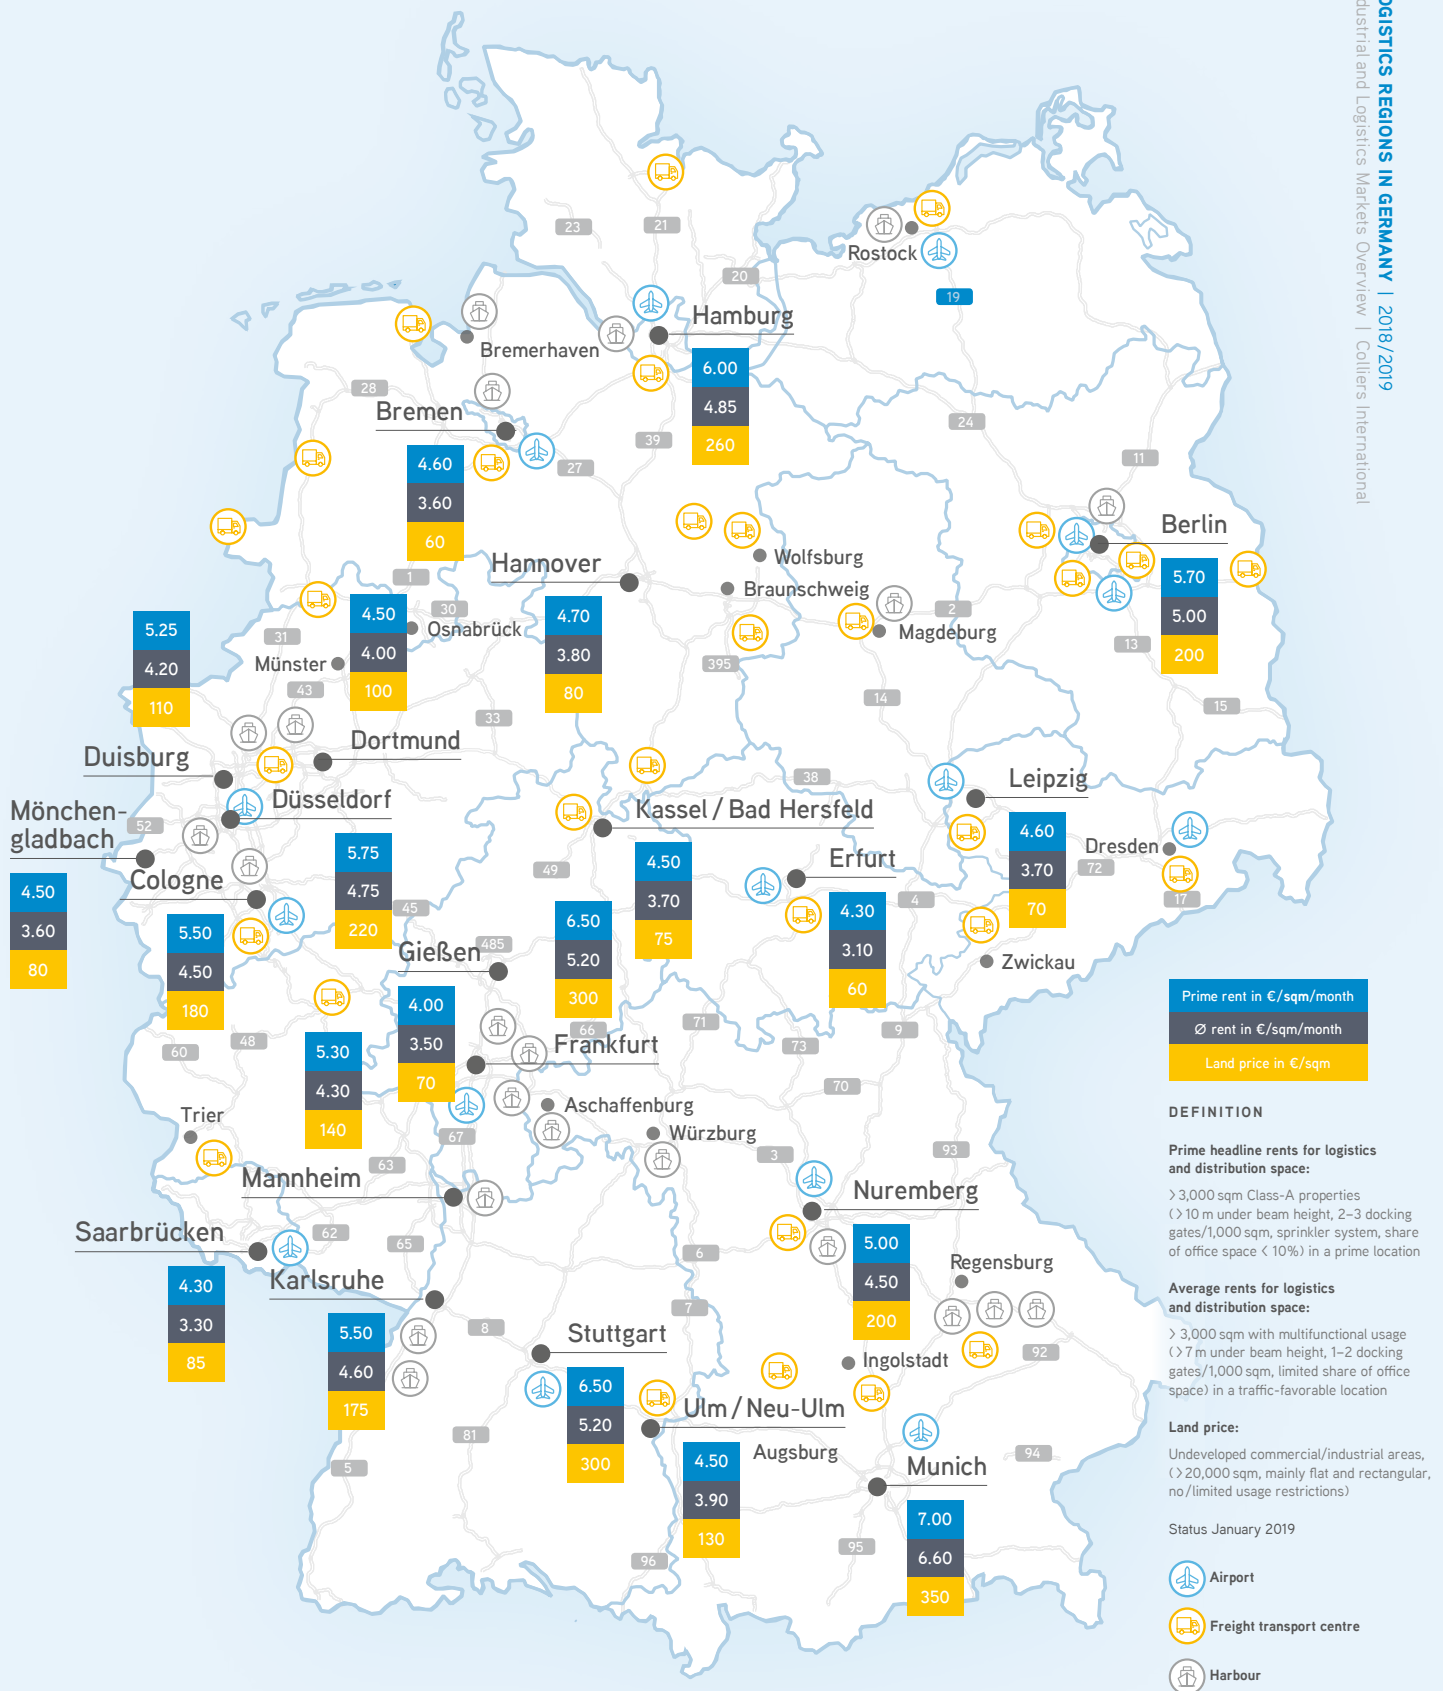 OGISTICS REGIONS IN GERMANY | 2018/2019
dustrial and Logistics Markets Overview | Colliers International
23
21
20
Rostock
19
Hamburg
6.00
4.85
260
Bremerhaven
28
Bremen
4.60
3.60
60
39
27
24
11
Berlin
5.70
5.00
200
Wolfsburg
Braunschweig
Hannover
4.70
3.80
80
1
30
4.50
4.00
100
Osnabrück
Münster
31
43
33
5.25
4.20
110
2
Magdeburg
13
395
14
15
Dortmund
Duisburg
Düsseldorf
5.75
4.75
220
Mönchen-
gladbach
52
4.50
3.60
80
Cologne
5.50
4.50
180
38
Leipzig
4.60
3.70
70
Kassel / Bad Hersfeld
4.50
3.70
75
Erfurt
4.30
3.10
60
Dresden
72
17
4
49
45
Zwickau
485
Gießen
4.00
3.50
70
6.50
5.20
300
66
Frankfurt
71
73
9
70
60
48
5.30
4.30
140
Aschaffenburg
Würzburg
Trier
67
63
3
93
Mannheim
Nuremberg
5.00
4.50
200
Saarbrücken
4.30
3.30
85
62
65
6
Regensburg
Karlsruhe
5.50
4.60
175
8
7
Stuttgart
6.50
5.20
300
Ingolstadt
92
Ulm / Neu-Ulm
4.50
3.90
130
Augsburg
81
5
94
Munich
7.00
6.60
350
95
96
Prime rent in €/sqm/month
Ø rent in €/sqm/month
Land price in €/sqm
DEFINITION
Prime headline rents for logistics
and distribution space:
> 3,000 sqm Class-A properties
(> 10 m under beam height, 2–3 docking
gates/1,000 sqm, sprinkler system, share
of office space < 10%) in a prime location
Average rents for logistics
and distribution space:
> 3,000 sqm with multifunctional usage
(> 7 m under beam height, 1–2 docking
gates/1,000 sqm, limited share of office
space) in a traffic-favorable location
Land price:
Undeveloped commercial/industrial areas,
(> 20,000 sqm, mainly flat and rectangular,
no/limited usage restrictions)
Status January 2019
Airport
Freight transport centre
Harbour